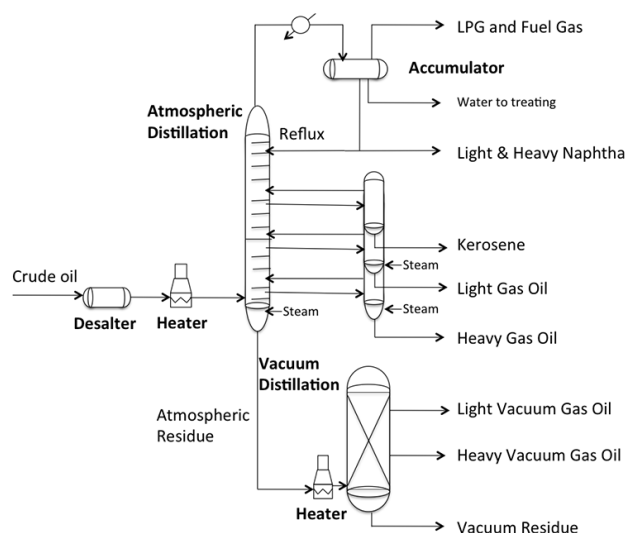 LPG and Fuel Gas
Accumulator
Water to treating
Atmospheric
Distillation
Reflux
Light & Heavy Naphtha
Kerosene
Steam
Crude oil
Light Gas Oil
Steam
Steam
Desalter
Heater
Heavy Gas Oil
Vacuum
Distillation
Atmospheric
Residue
Light Vacuum Gas Oil
Heavy Vacuum Gas Oil
Heater
Vacuum Residue